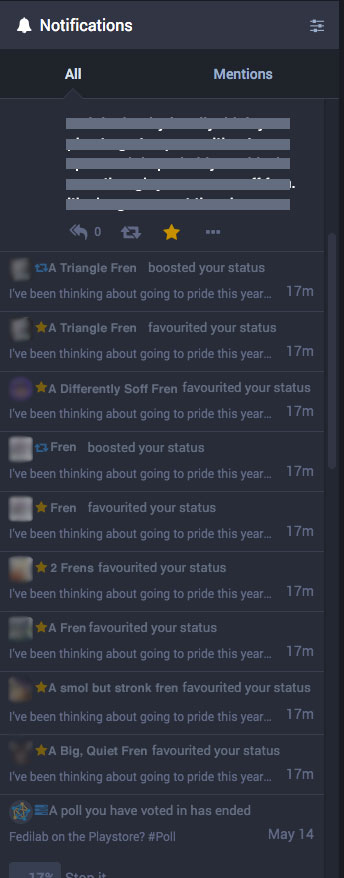 Notifications
All Mentions
0
A Triangle Fren boosted your status
I've been thinking about going to pride this year... 17m
A Triangle Fren favourited your status
I've been thinking about going to pride this year... 17m
A Differently Soff Fren favourited your status
I've been thinking about going to pride this year... 17m
Fren boosted your status
I've been thinking about going to pride this year... 17m
Fren favourited your status
I've been thinking about going to pride this year... 17m
2 Frens favourited your status
I've been thinking about going to pride this year... 17m
A Fren favourited your status
I've been thinking about going to pride this year... 17m
A smol but stronk fren favourited your status
I've been thinking about going to pride this year... 17m
A Big, Quiet Fren favourited your status
I've been thinking about going to pride this year... 17m
A poll you have voted in has ended
Fedilab on the Playstore? #Poll May 14
17% Stop it